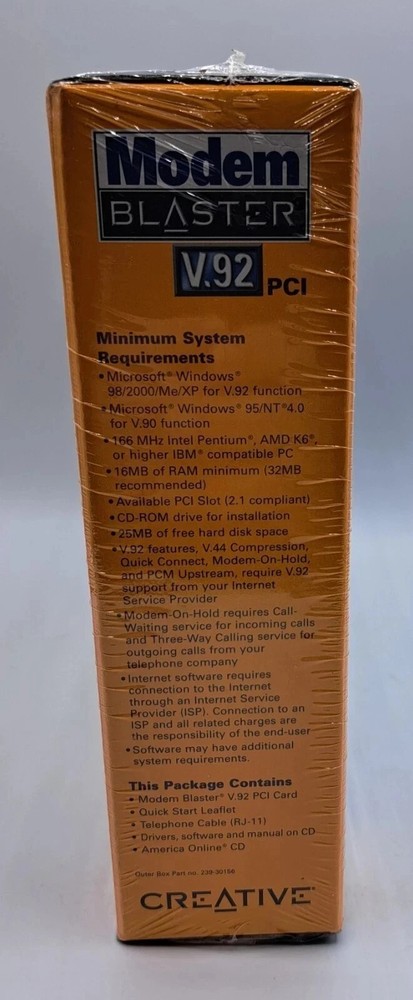 Modem
BLASTER
V.92 PCI
Minimum System
Requirements
• Microsoft® Windows®
98/2000/Me/XP for V.92 function
• Microsoft® Windows® 95/NT®4.0
for V.90 function
• 166 MHz Intel Pentium®, AMD K6®,
or higher IBM® compatible PC
• 16MB of RAM minimum (32MB
recommended)
• Available PCI Slot (2.1 compliant)
• CD-ROM drive for installation
• 25MB of free hard disk space
• V.92 features, V.44 Compression,
Quick Connect, Modem-On-Hold,
and PCM Upstream, require V.92
support from your Internet
Service Provider
• Modem-On-Hold requires Call-
Waiting service for incoming calls
and Three-Way Calling service for
outgoing calls from your
telephone company
• Internet software requires
connection to the Internet
through an Internet Service
Provider (ISP). Connection to an
ISP and all related charges are
the responsibility of the end-user
• Software may have additional
system requirements.
This Package Contains
• Modem Blaster® V.92 PCI Card
• Quick Start Leaflet
• Telephone Cable (RJ-11)
• Drivers, software and manual on CD
• America Online® CD
Outer Box Part no. 239-30156
CREATIVE®